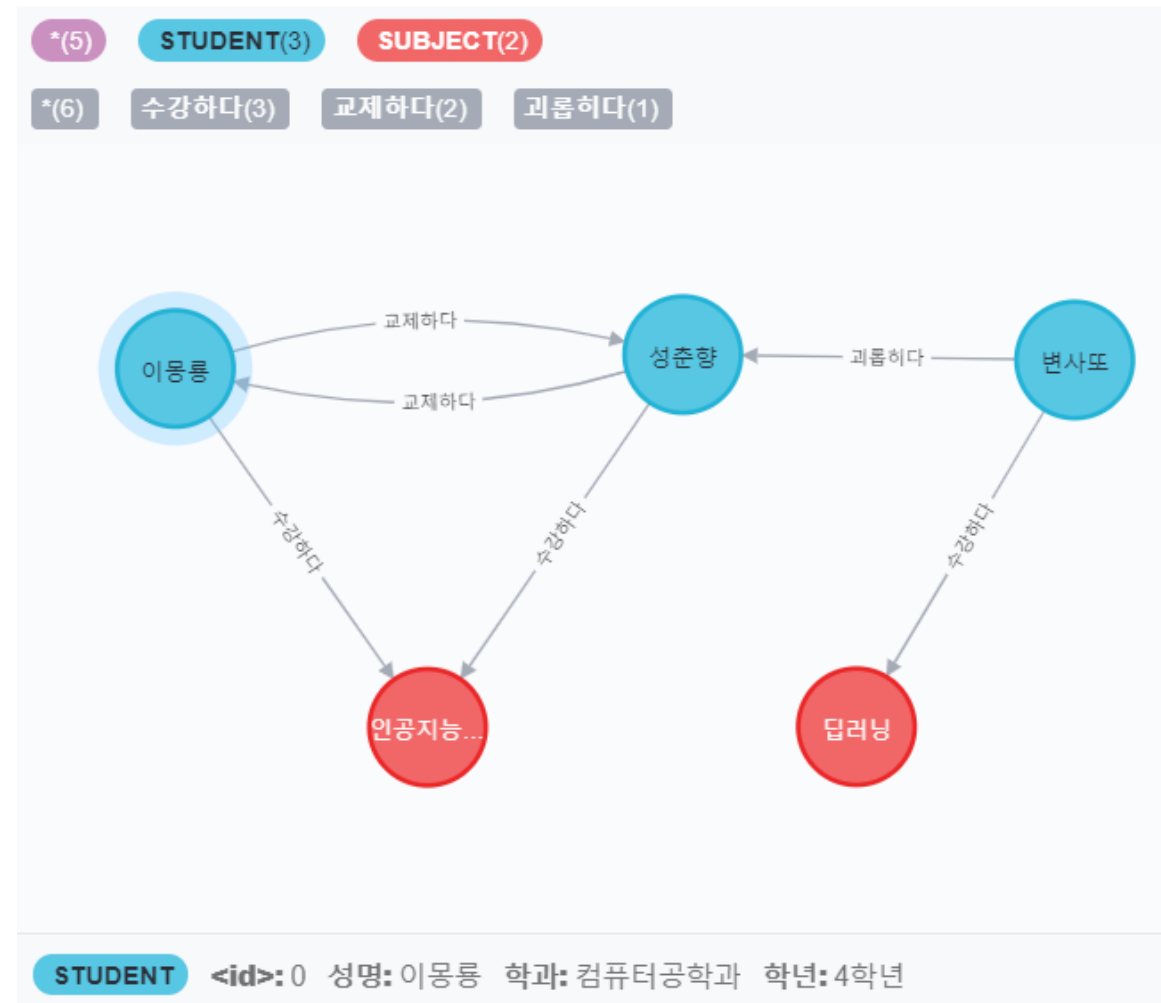 *(5) STUDENT(3) SUBJECT(2)
*(6) 수강하다(3) 교제하다(2) 괴롭히다(1)
교제하다
이몽룡 성춘향 괴롭히다 변사또
교제하다
수강하다 수강하다 수강하다
인공지능... 딥러닝
STUDENT <id>: 0 성명: 이몽룡 학과: 컴퓨터공학과 학년: 4학년